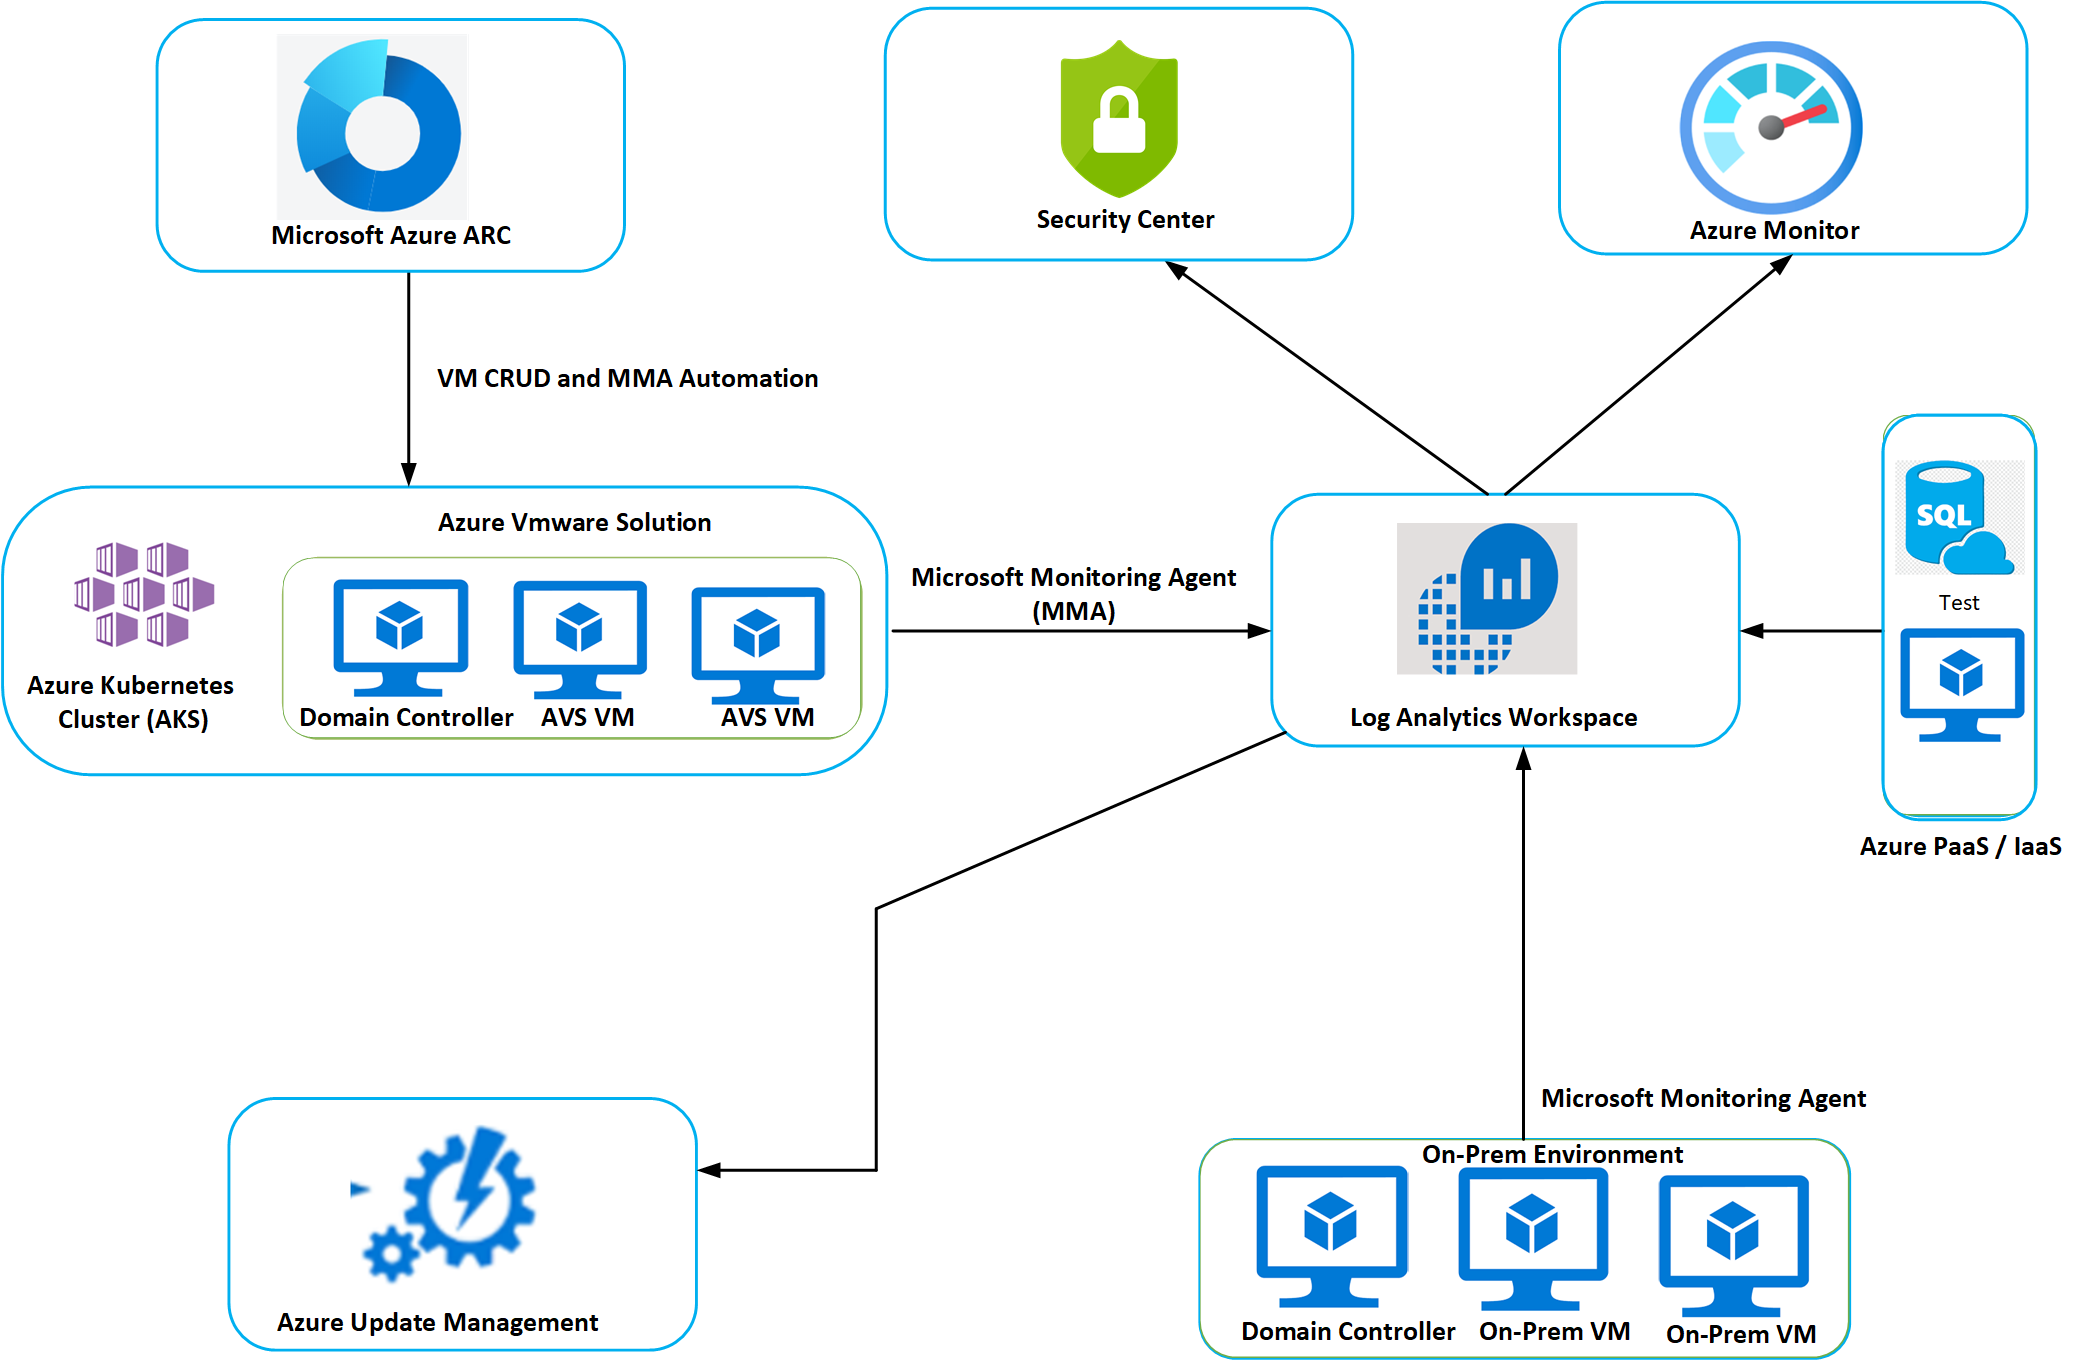 Microsoft Azure ARC
Security Center
Azure Monitor
VM CRUD and MMA Automation
Azure Vmware Solution
Azure Kubernetes
Cluster (AKS)
Domain Controller
AVS VM
AVS VM
Microsoft Monitoring Agent
(MMA)
Log Analytics Workspace
SQL
Test
Azure PaaS / IaaS
Azure Update Management
Microsoft Monitoring Agent
On-Prem Environment
Domain Controller
On-Prem VM
On-Prem VM